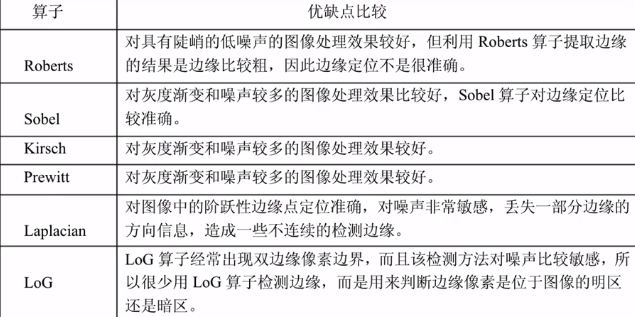 算子 优缺点比较
对具有陡峭的低噪声的图像处理效果较好，但利用 Roberts 算子提取边缘
Roberts 的结果是边缘比较粗，因此边缘定位不是很准确。
对灰度渐变和噪声较多的图像处理效果比较好，Sobel 算子对边缘定位比
Sobel 较准确。
Kirsch 对灰度渐变和噪声较多的图像处理效果较好。
Prewitt 对灰度渐变和噪声较多的图像处理效果较好。
对图像中的阶跃性边缘点定位准确，对噪声非常敏感，丢失一部分边缘的
Laplacian 方向信息，造成一些不连续的检测边缘。
LoG 算子经常出现双边缘像素边界，而且该检测方法对噪声比较敏感，所
LoG 以很少用 LoG 算子检测边缘，而是用来判断边缘像素是位于图像的明区
还是暗区。